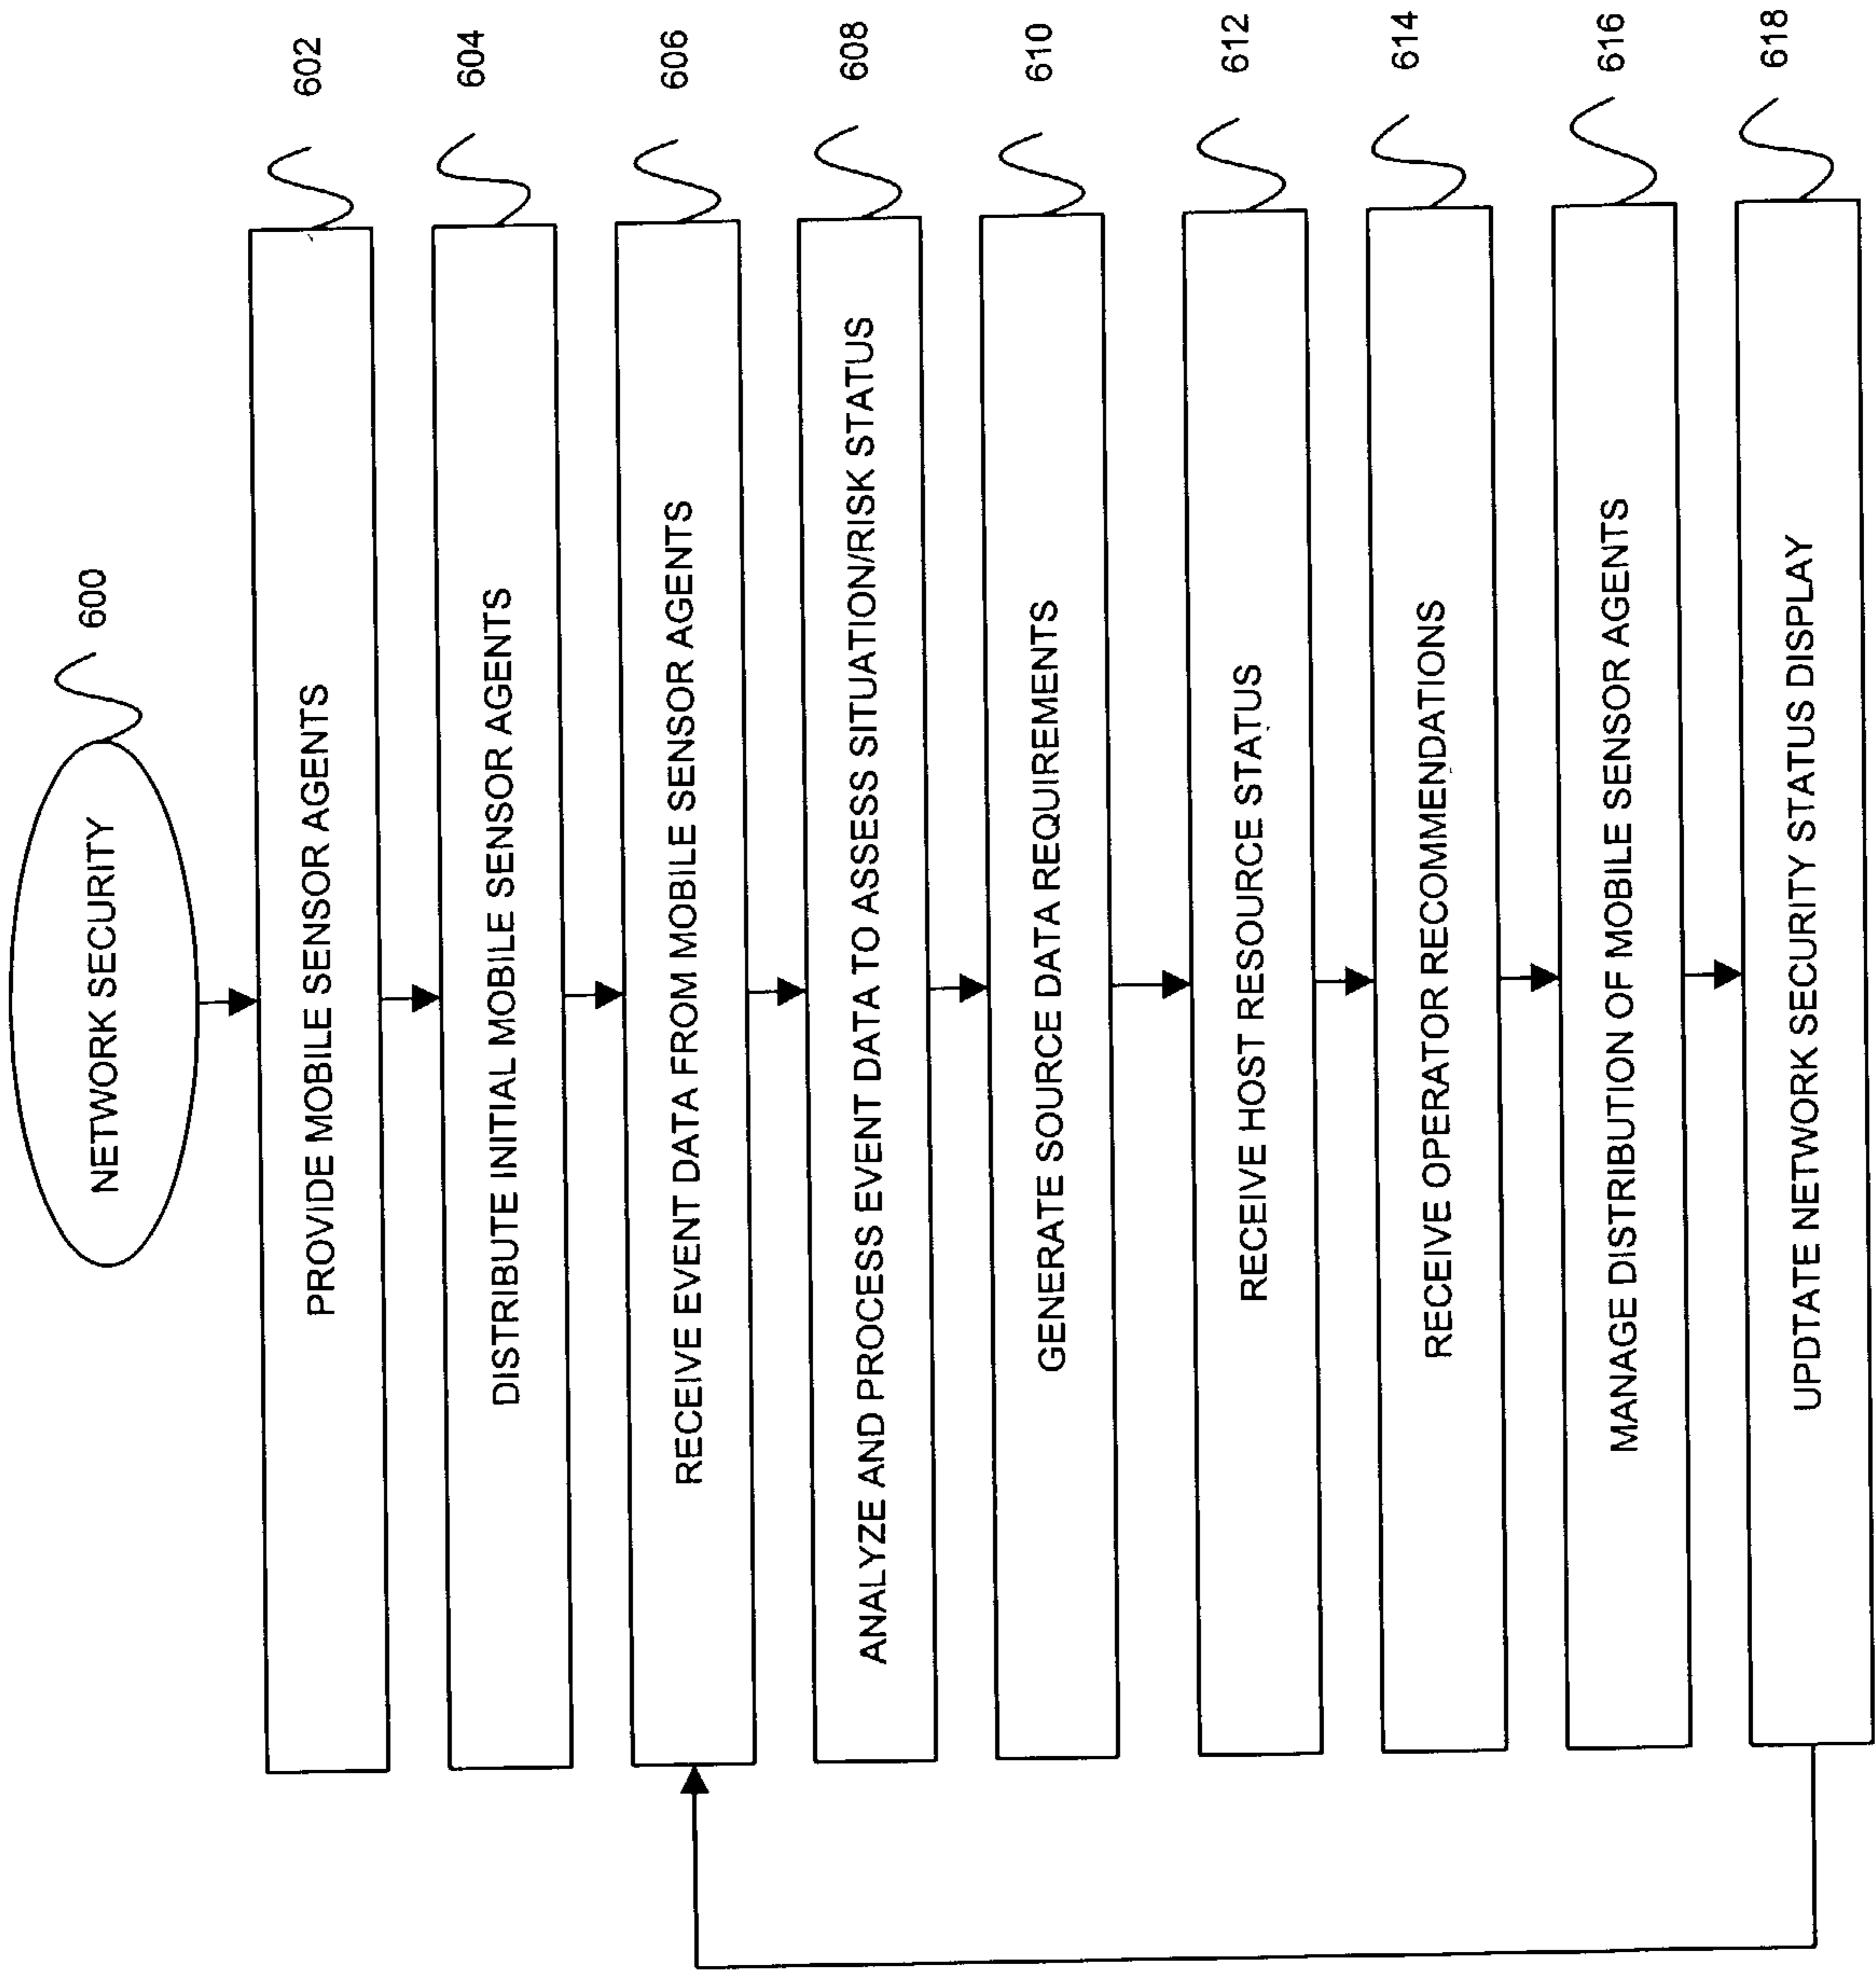 NETWORK SECURITY
600
PROVIDE MOBILE SENSOR AGENTS
602
DISTRIBUTE INITIAL MOBILE SENSOR AGENTS
604
RECEIVE EVENT DATA FROM MOBILE SENSOR AGENTS
606
ANALYZE AND PROCESS EVENT DATA TO ASSESS SITUATION/RISK STATUS
608
GENERATE SOURCE DATA REQUIREMENTS
610
RECEIVE HOST RESOURCE STATUS
612
RECEIVE OPERATOR RECOMMENDATIONS
614
MANAGE DISTRIBUTION OF MOBILE SENSOR AGENTS
616
UPDTATE NETWORK SECURITY STATUS DISPLAY
618